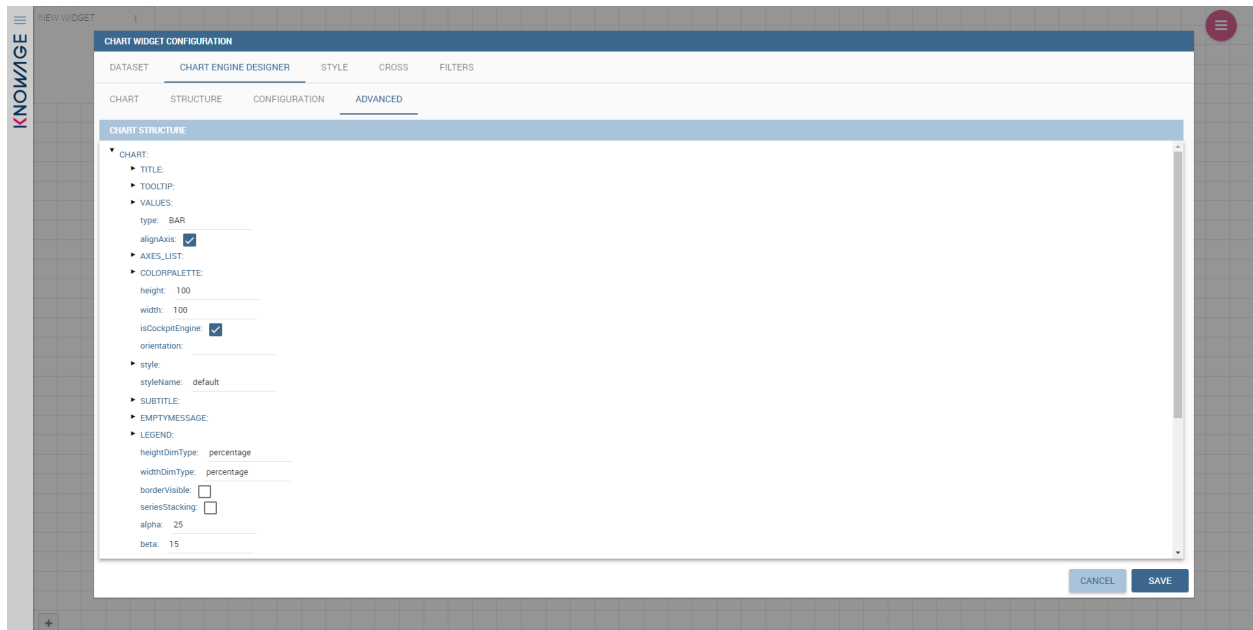 NEW WIDGET
KNOWAGE
CHART WIDGET CONFIGURATION
DATASET CHART ENGINE DESIGNER STYLE CROSS FILTERS
CHART STRUCTURE CONFIGURATION ADVANCED
CHART STRUCTURE
CHART:
TITLE:
TOOLTIP:
VALUES:
type: BAR
alignAxis:
AXES_LIST:
COLORPALETTE:
height: 100
width: 100
isCockpitEngine:
orientation:
style:
styleName: default
SUBTITLE:
EMPTYMESSAGE:
LEGEND:
heightDimType: percentage
widthDimType: percentage
borderVisible:
seriesStacking:
alpha: 25
beta: 15
CANCEL SAVE
+